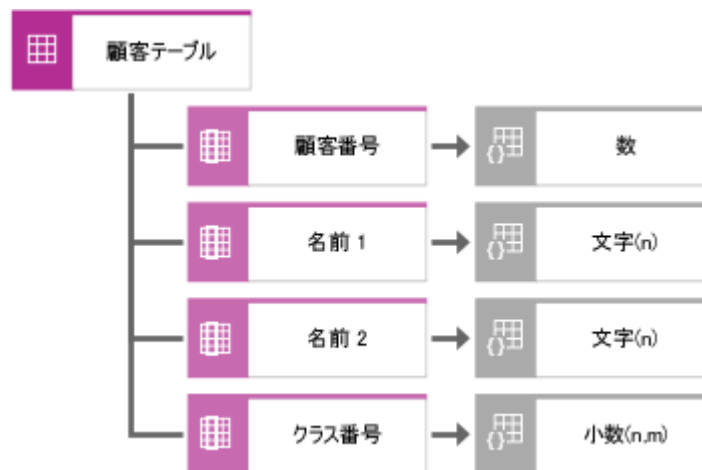 顧客テーブル
顧客番号
数
名前 1
文字(n)
名前 2
文字(n)
クラス番号
小数(n,m)